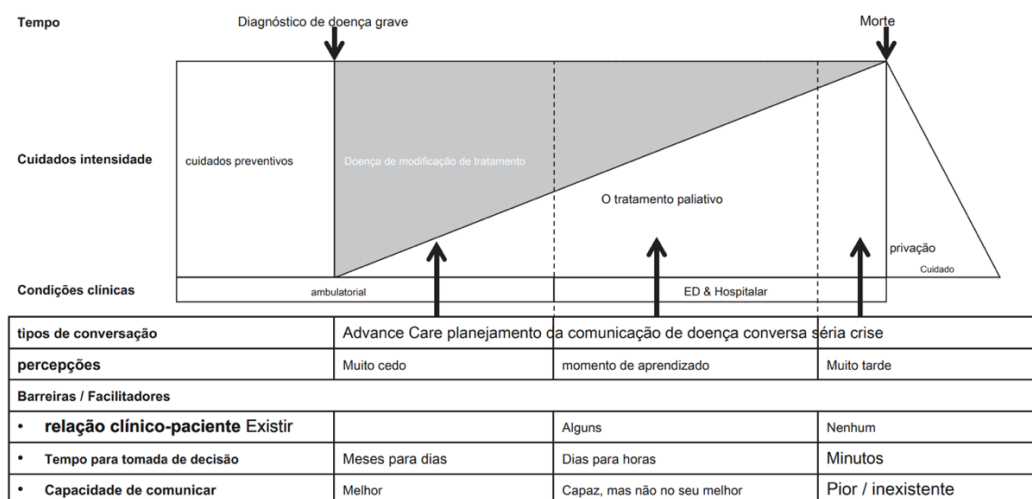 Tempo
Diagnóstico de doença grave
Morte
Cuidados intensidade
cuidados preventivos
Doença de modificação de tratamento
O tratamento paliativo
privação
Cuidado
Condições clínicas
ambulatorial
ED & Hospitalar
tipos de conversação
Advance Care planejamento da comunicação de doença conversa séria crise
percepções
Muito cedo
momento de aprendizado
Muito tarde
Barreiras / Facilitadores
• relação clínico-paciente Existir
Alguns
Nenhum
• Tempo para tomada de decisão
Meses para dias
Dias para horas
Minutos
• Capacidade de comunicar
Melhor
Capaz, mas não no seu melhor
Pior / inexistente